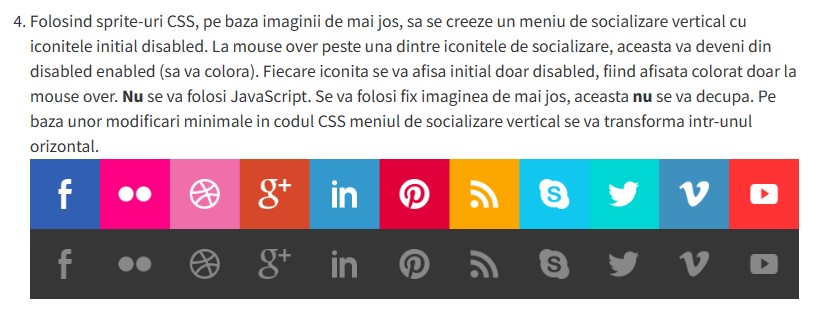 4. Folosind sprite-uri CSS, pe baza imaginii de mai jos, sa se creeze un meniu de socializare vertical cu
iconitele initial disabled. La mouse over peste una dintre iconitele de socializare, aceasta va deveni din
disabled enabled (sa va colora). Fiecare iconita se va afisa initial doar disabled, fiind afisata colorat doar la
mouse over. Nu se va folosi JavaScript. Se va folosi fix imaginea de mai jos, aceasta nu se va decupa. Pe
baza unor modificari minimale in codul CSS meniul de socializare vertical se va transforma intr-unul
orizontal.
f g+ in
f g+ in